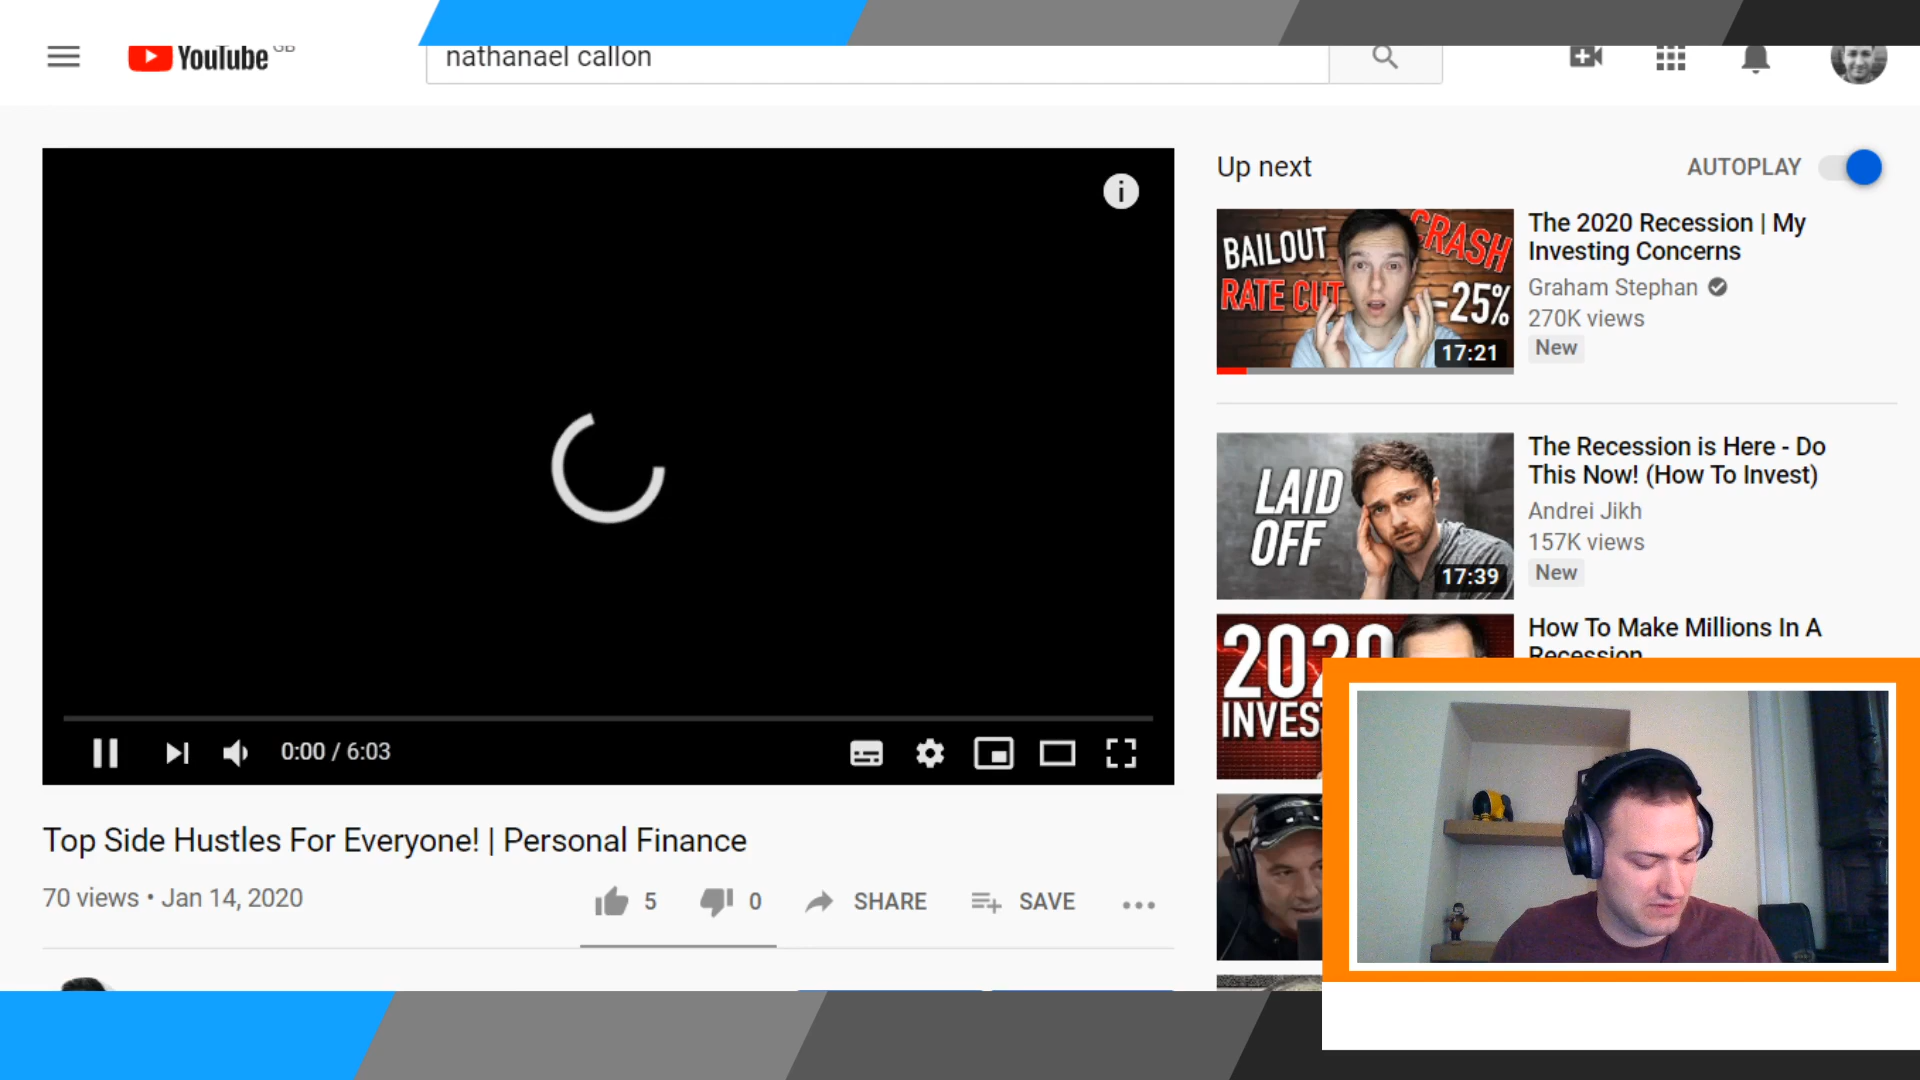 YouTube GB
nathanael callon
Up next
AUTOPLAY
BAILOUT
CRASH
RATE CUT
-25%
17:21
The 2020 Recession | My
Investing Concerns
Graham Stephan
270K views
New
LAID
OFF
17:39
The Recession is Here - Do
This Now! (How To Invest)
Andrei Jikh
157K views
New
2020
INVES
How To Make Millions In A
Recession
0:00 / 6:03
Top Side Hustles For Everyone! | Personal Finance
70 views • Jan 14, 2020
5
0
SHARE
SAVE